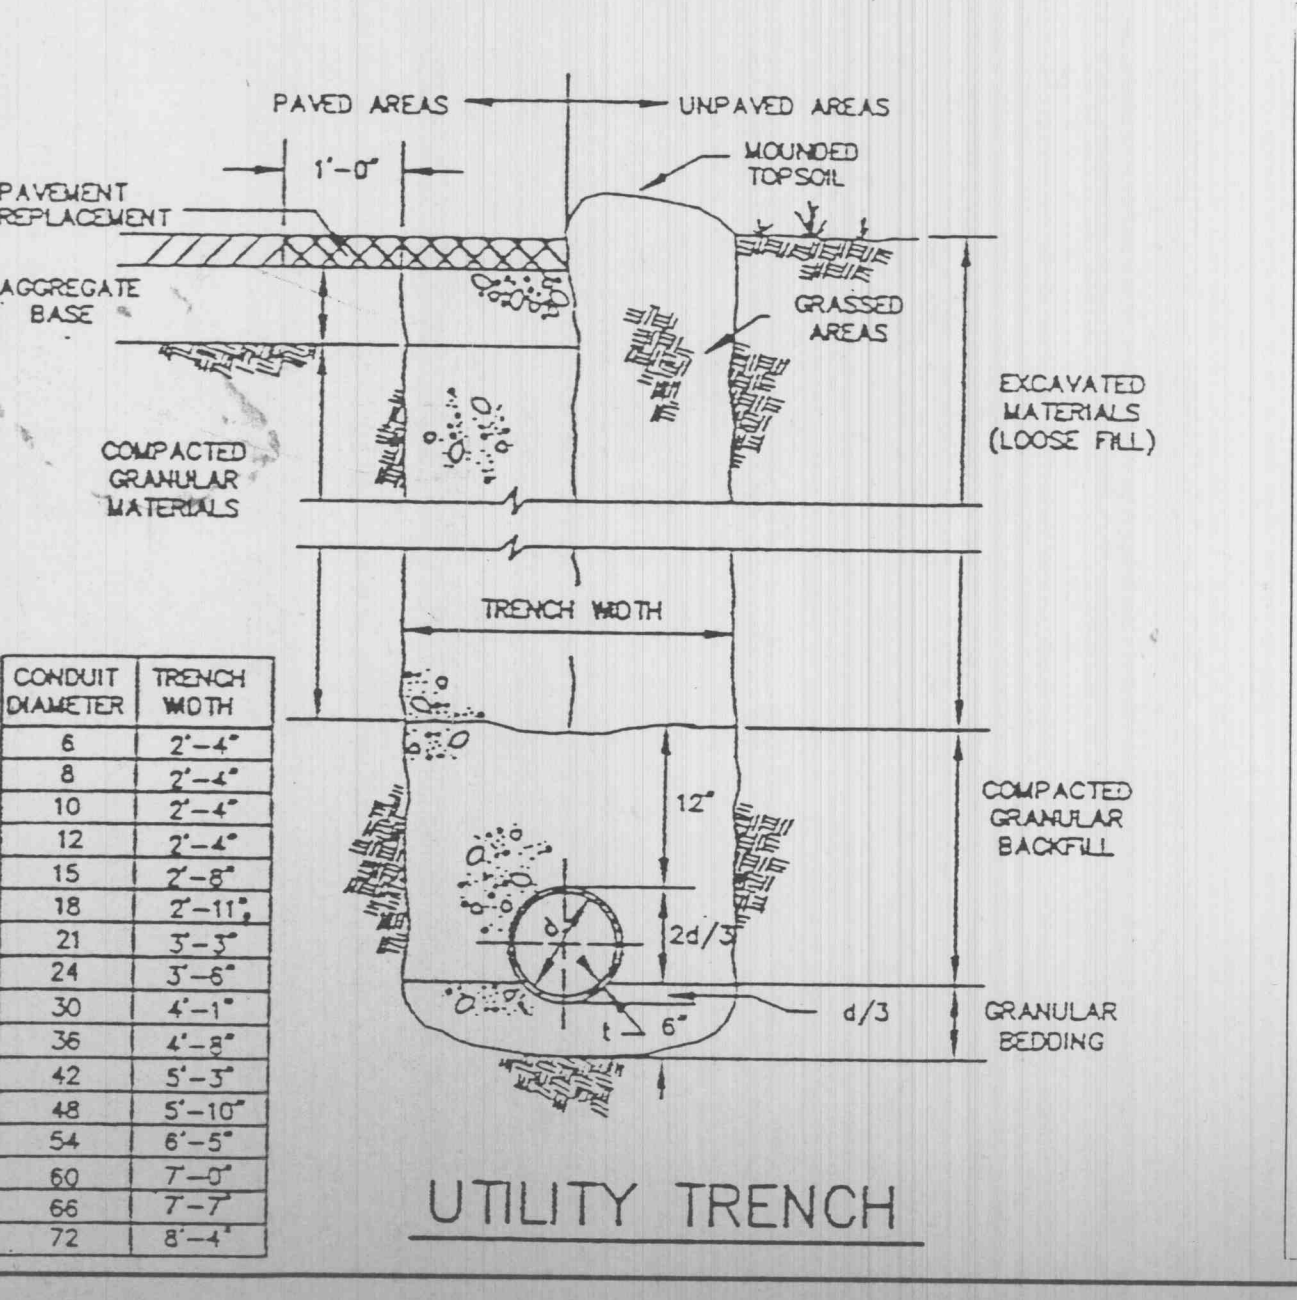 PAVED AREAS
UNPAVED AREAS
MOUNDED
TOPSOIL
1'-0"
PAVEMENT
REPLACEMENT
AGGREGATE
BASE
GRASSED
AREAS
EXCAVATED
MATERIALS
(LOOSE FILL)
COMPACTED
GRANULAR
MATERIALS
TRENCH WIDTH
CONDUIT DIAMETER TRENCH WIDTH
6 2'-4"
8 2'-4"
10 2'-4"
12 2'-4"
15 2'-8"
18 2'-11"
21 3'-3"
24 3'-6"
30 4'-1"
36 4'-8"
42 5'-3"
48 5'-10"
54 6'-5"
60 7'-0"
66 7'-7"
72 8'-4"
12"
COMPACTED
GRANULAR
BACKFILL
d
2d/3
t
6"
d/3
GRANULAR
BEDDING
UTILITY TRENCH